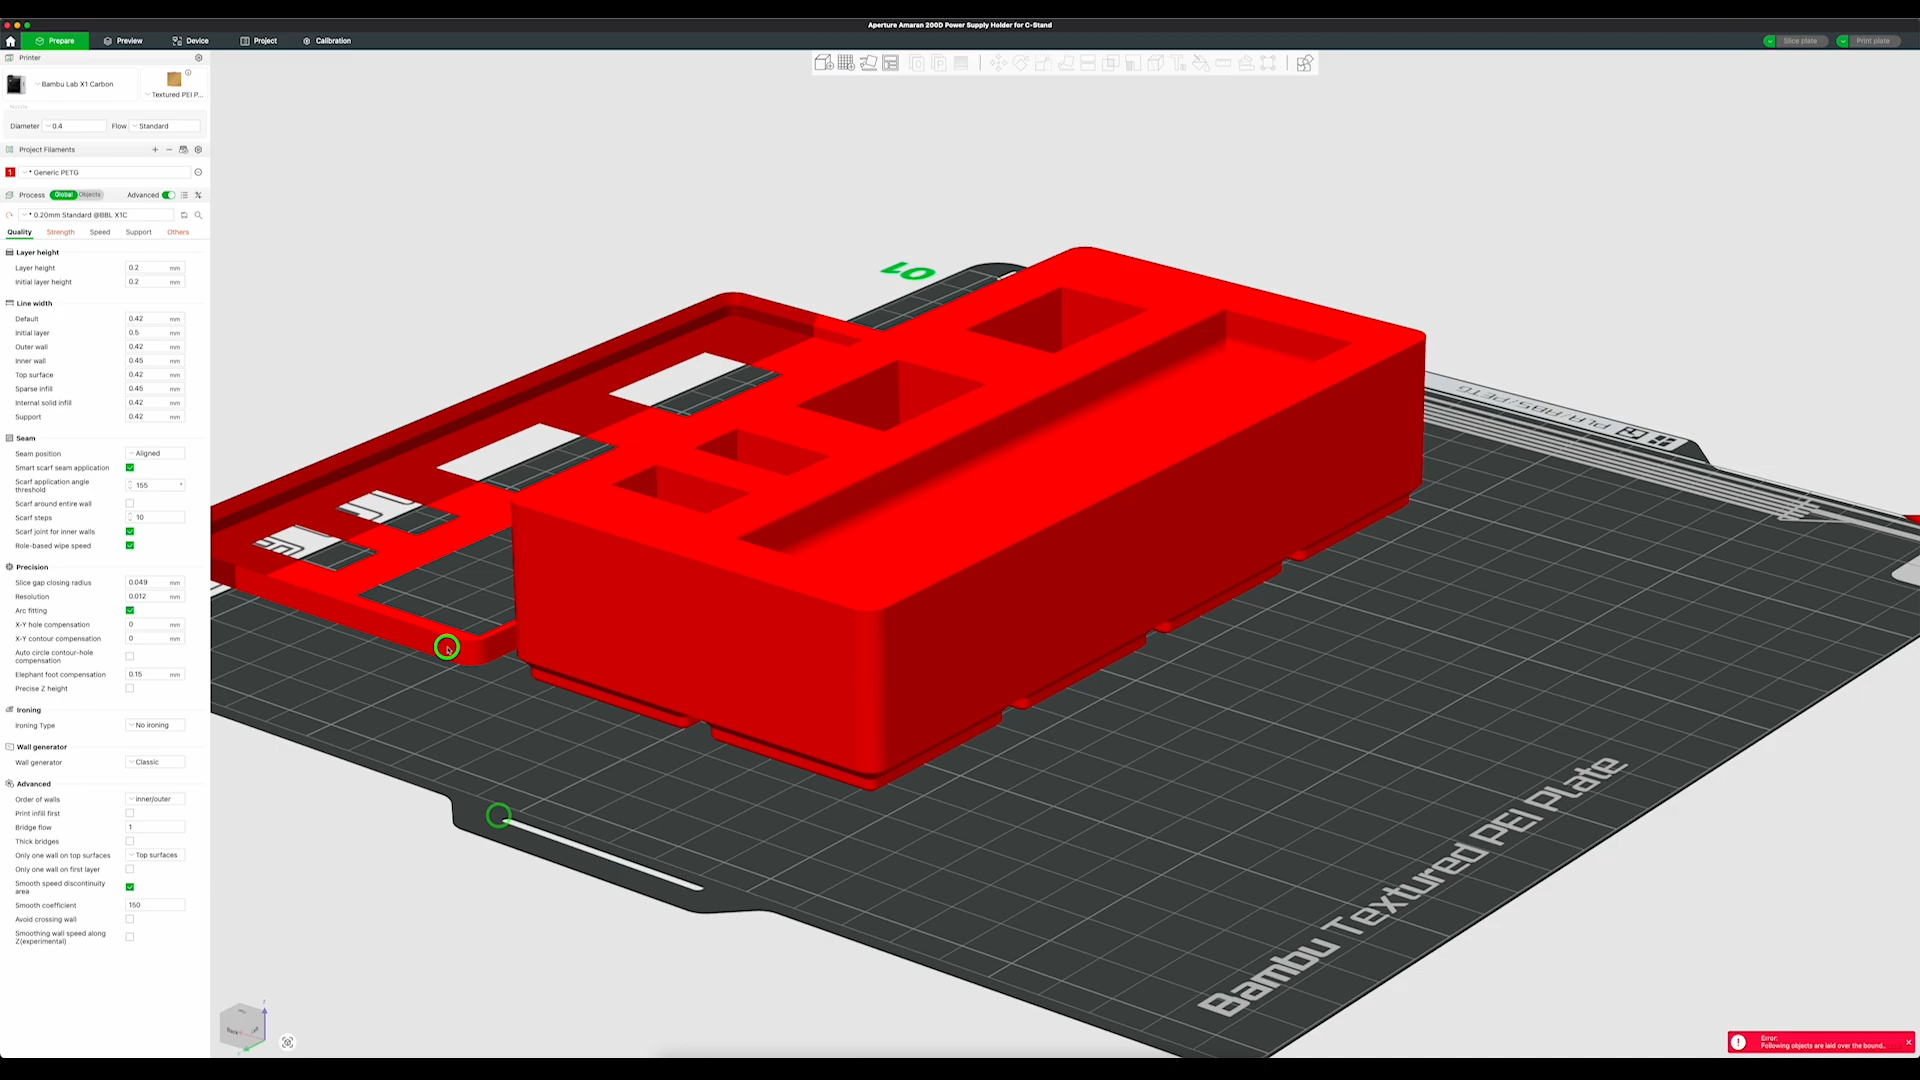 Aperture Amaran 200D Power Supply Holder for C-Stand
Prepare
Preview
Device
Project
Calibration
Slice plate
Print plate
Printer
Bambu Lab X1 Carbon
Textured PEI P...
Nozzle
Diameter
0.4
Flow
Standard
Project Filaments
1
* Generic PETG
Process
Global
Objects
Advanced
* 0.20mm Standard @BBL X1C
Quality
Strength
Speed
Support
Others
Layer height
Layer height 0.2 mm
Initial layer height 0.2 mm
Line width
Default 0.42 mm
Initial layer 0.5 mm
Outer wall 0.42 mm
Inner wall 0.45 mm
Top surface 0.42 mm
Sparse infill 0.45 mm
Internal solid infill 0.42 mm
Support 0.42 mm
Seam
Seam position Aligned
Smart scarf seam application
Scarf application angle
threshold
155 °
Scarf around entire wall
Scarf steps 10
Scarf joint for inner walls
Role-based wipe speed
Precision
Slice gap closing radius 0.049 mm
Resolution 0.012 mm
Arc fitting
X-Y hole compensation 0 mm
X-Y contour compensation 0 mm
Auto circle contour-hole
compensation
Elephant foot compensation 0.15 mm
Precise Z height
Ironing
Ironing Type No ironing
Wall generator
Wall generator Classic
Advanced
Order of walls inner/outer
Print infill first
Bridge flow 1
Thick bridges
Only one wall on top surfaces Top surfaces
Only one wall on first layer
Smooth speed discontinuity
area
Smooth coefficient 150
Avoid crossing wall
Smoothing wall speed along
Z(experimental)
01
PLA/ABS/PETG
Bambu Textured PEI Plate
Back
Error:
Following objects are laid over the bound...